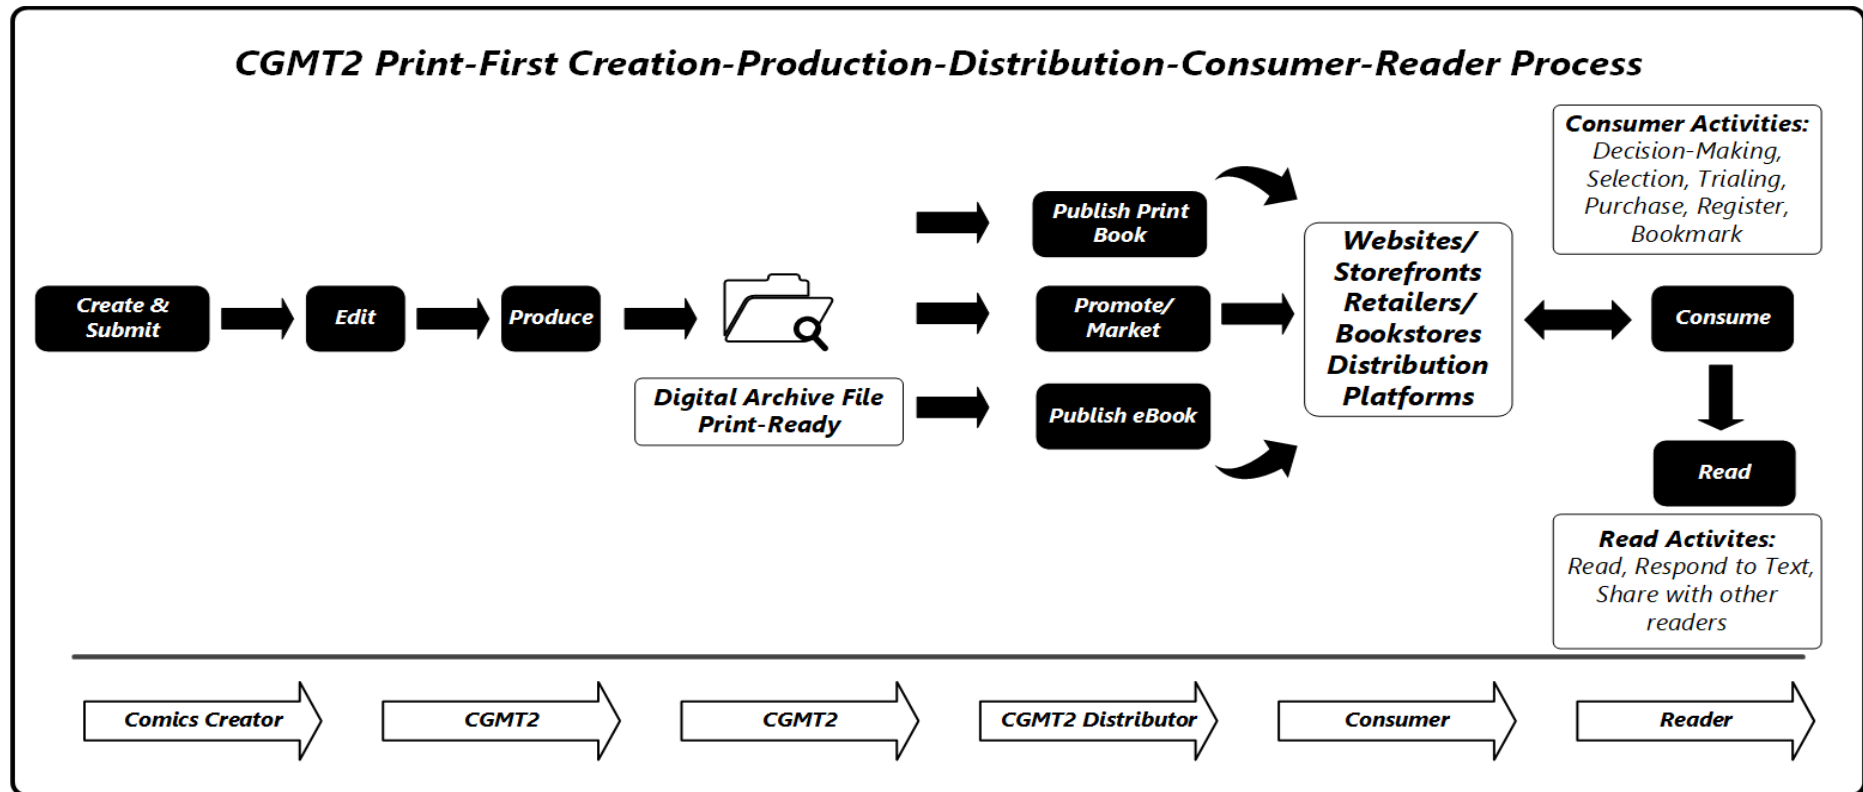 CGMT2 Print-First Creation-Production-Distribution-Consumer-Reader Process
Consumer Activities:
Decision-Making,
Selection, Trialing,
Purchase, Register,
Bookmark
Create &
Submit
Edit
Produce
Digital Archive File
Print-Ready
Publish Print
Book
Promote/
Market
Publish eBook
Websites/
Storefronts
Retailers/
Bookstores
Distribution
Platforms
Consume
Read
Read Activites:
Read, Respond to Text,
Share with other
readers
Comics Creator
CGMT2
CGMT2
CGMT2 Distributor
Consumer
Reader